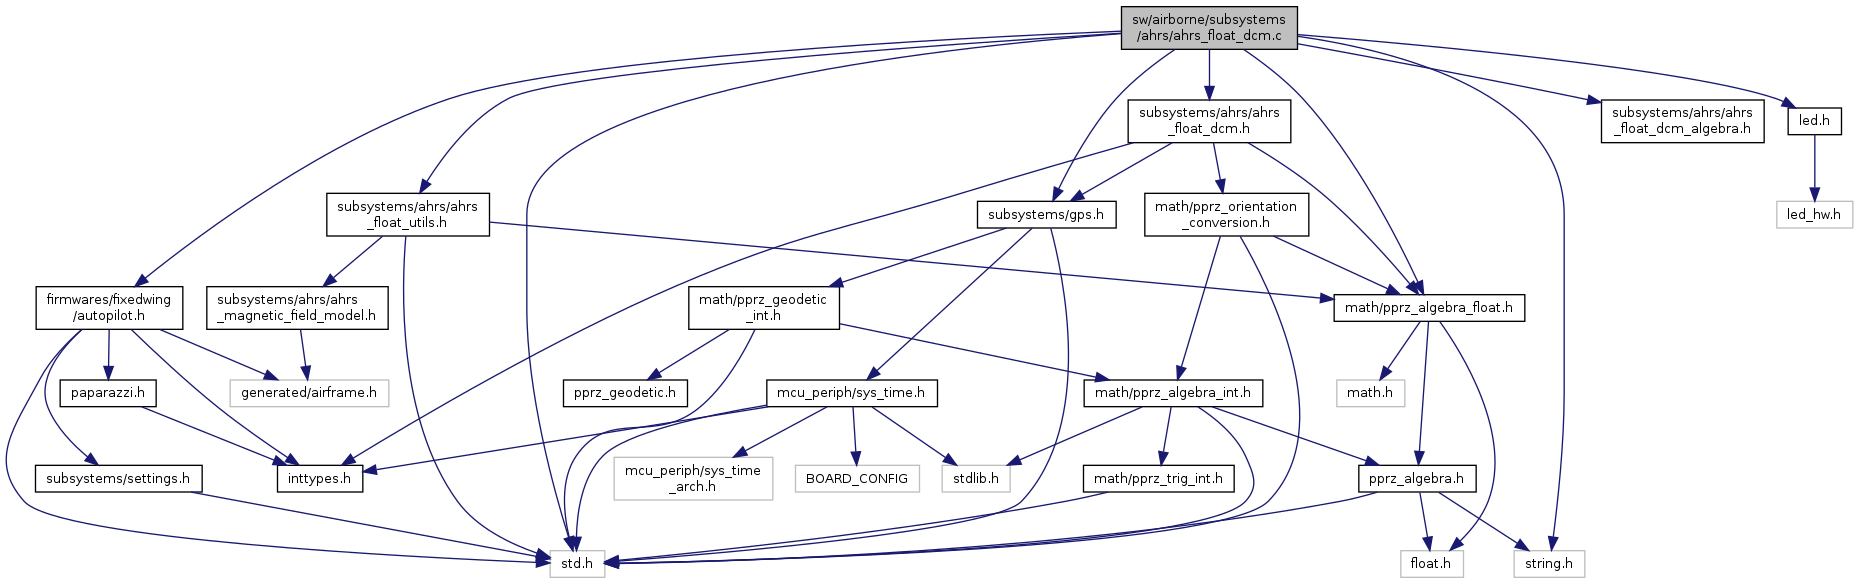 sw/airborne/subsystems
/ahrs/ahrs_float_dcm.c
subsystems/ahrs/ahrs
_float_dcm.h
subsystems/ahrs/ahrs
_float_dcm_algebra.h
led.h
subsystems/ahrs/ahrs
_float_utils.h
subsystems/gps.h
math/pprz_orientation
_conversion.h
led_hw.h
firmwares/fixedwing
/autopilot.h
subsystems/ahrs/ahrs
_magnetic_field_model.h
math/pprz_geodetic
_int.h
math/pprz_algebra_float.h
paparazzi.h
generated/airframe.h
pprz_geodetic.h
mcu_periph/sys_time.h
math/pprz_algebra_int.h
math.h
subsystems/settings.h
inttypes.h
mcu_periph/sys_time
_arch.h
BOARD_CONFIG
stdlib.h
math/pprz_trig_int.h
pprz_algebra.h
std.h
float.h
string.h